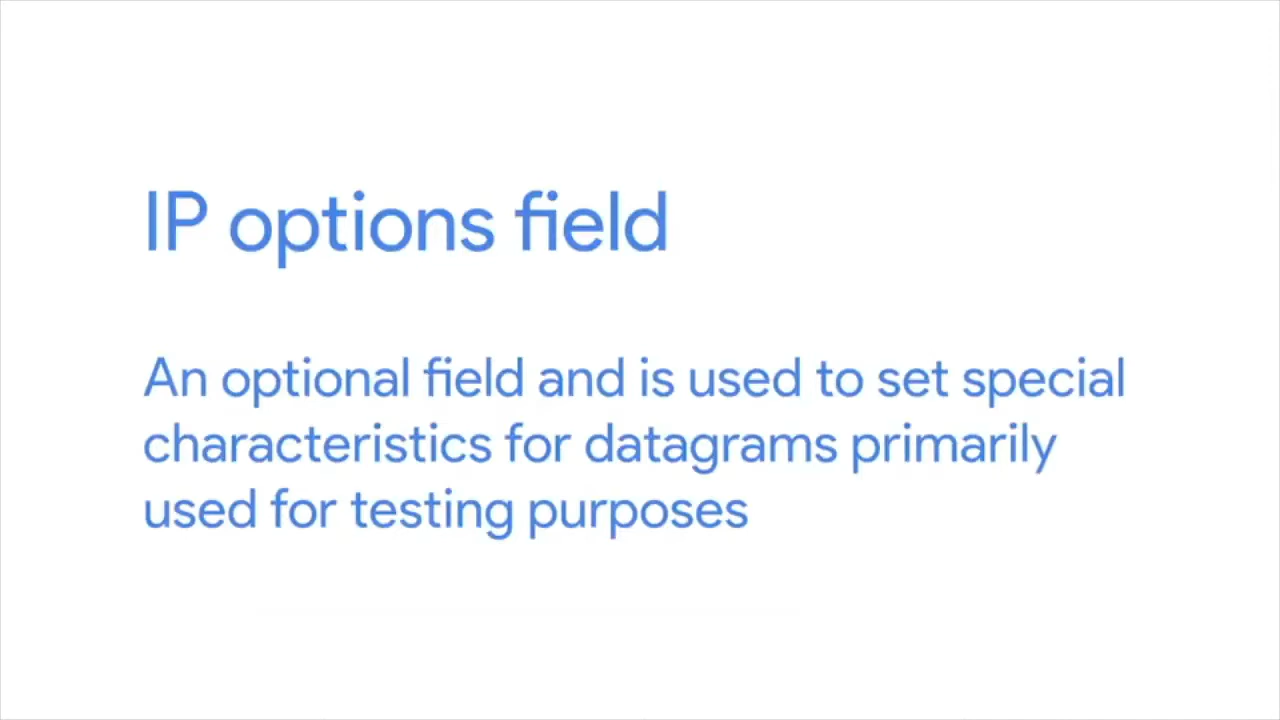 IP options field
An optional field and is used to set special
characteristics for datagrams primarily
used for testing purposes